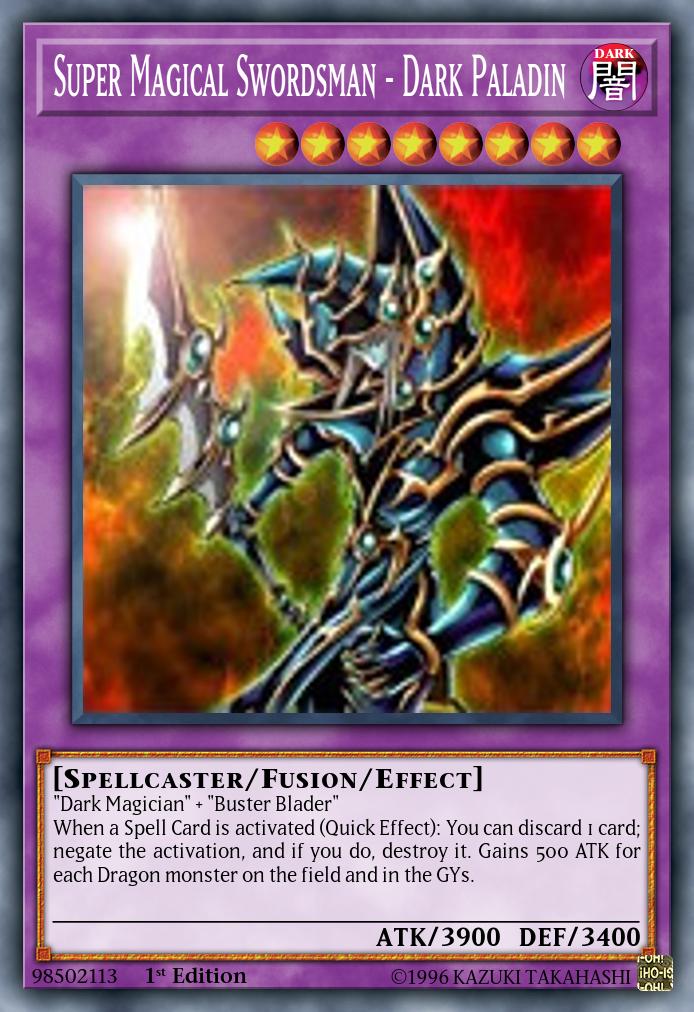 Super Magical Swordsman - Dark Paladin
DARK
闇
[Spellcaster/Fusion/Effect]
"Dark Magician" + "Buster Blader"
When a Spell Card is activated (Quick Effect): You can discard 1 card;
negate the activation, and if you do, destroy it. Gains 500 ATK for
each Dragon monster on the field and in the GYs.
ATK/3900 DEF/3400
98502113 1st Edition ©1996 KAZUKI TAKAHASHI